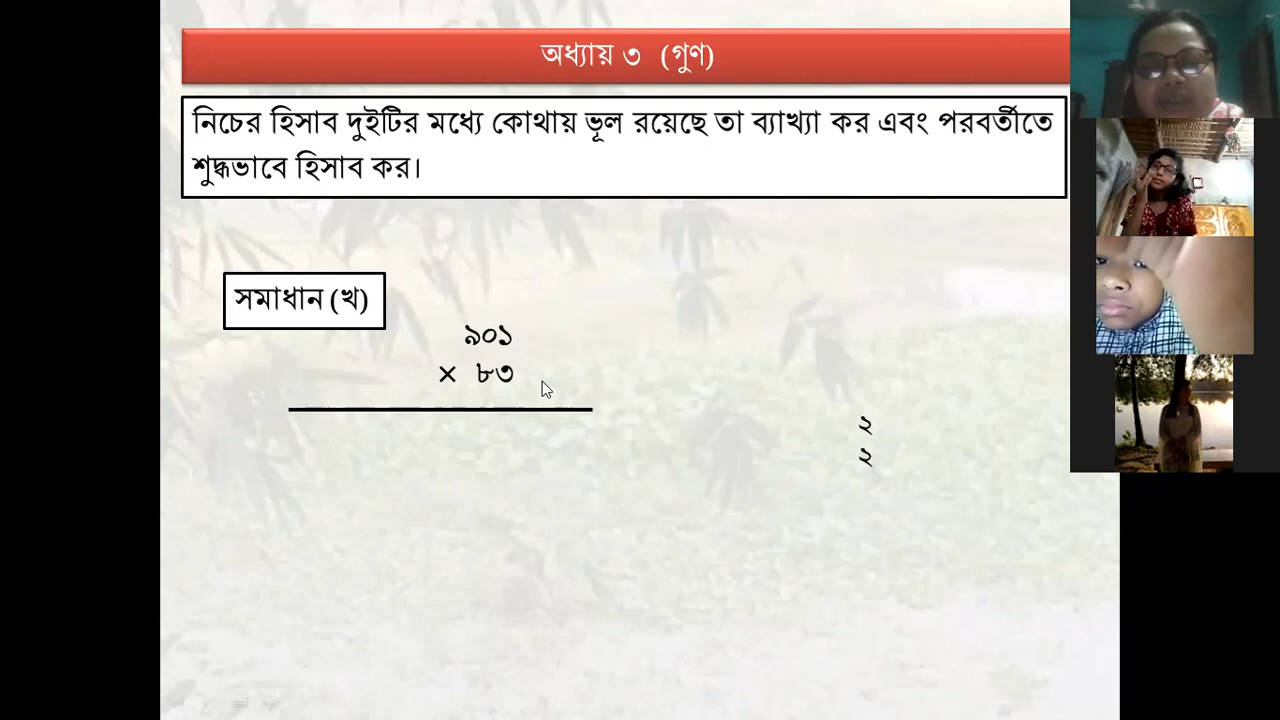 অধ্যায় ৩ (গুণ)
নিচের হিসাব দুইটির মধ্যে কোথায় ভূল রয়েছে তা ব্যাখ্যা কর এবং পরবর্তীতে
শুদ্ধভাবে হিসাব কর।
সমাধান (খ)
৯০১
× ৮৩
২
২